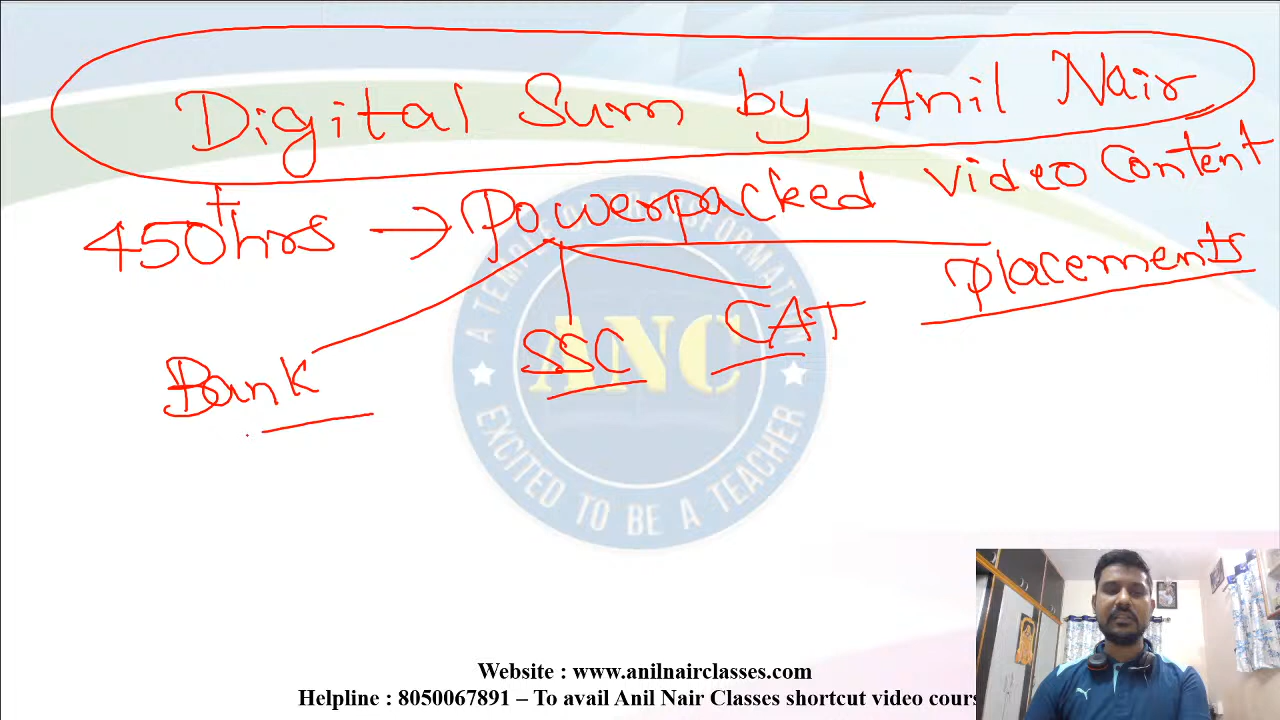 Digital Sum by Anil Nair
450+hrs → Powerpacked video Content
placements
CAT
SSC
Bank
A TEMPLE OF TRANSFORMATION
ANC
EXCITED TO BE A TEACHER
Website : www.anilnairclasses.com
Helpline : 8050067891 – To avail Anil Nair Classes shortcut video cours